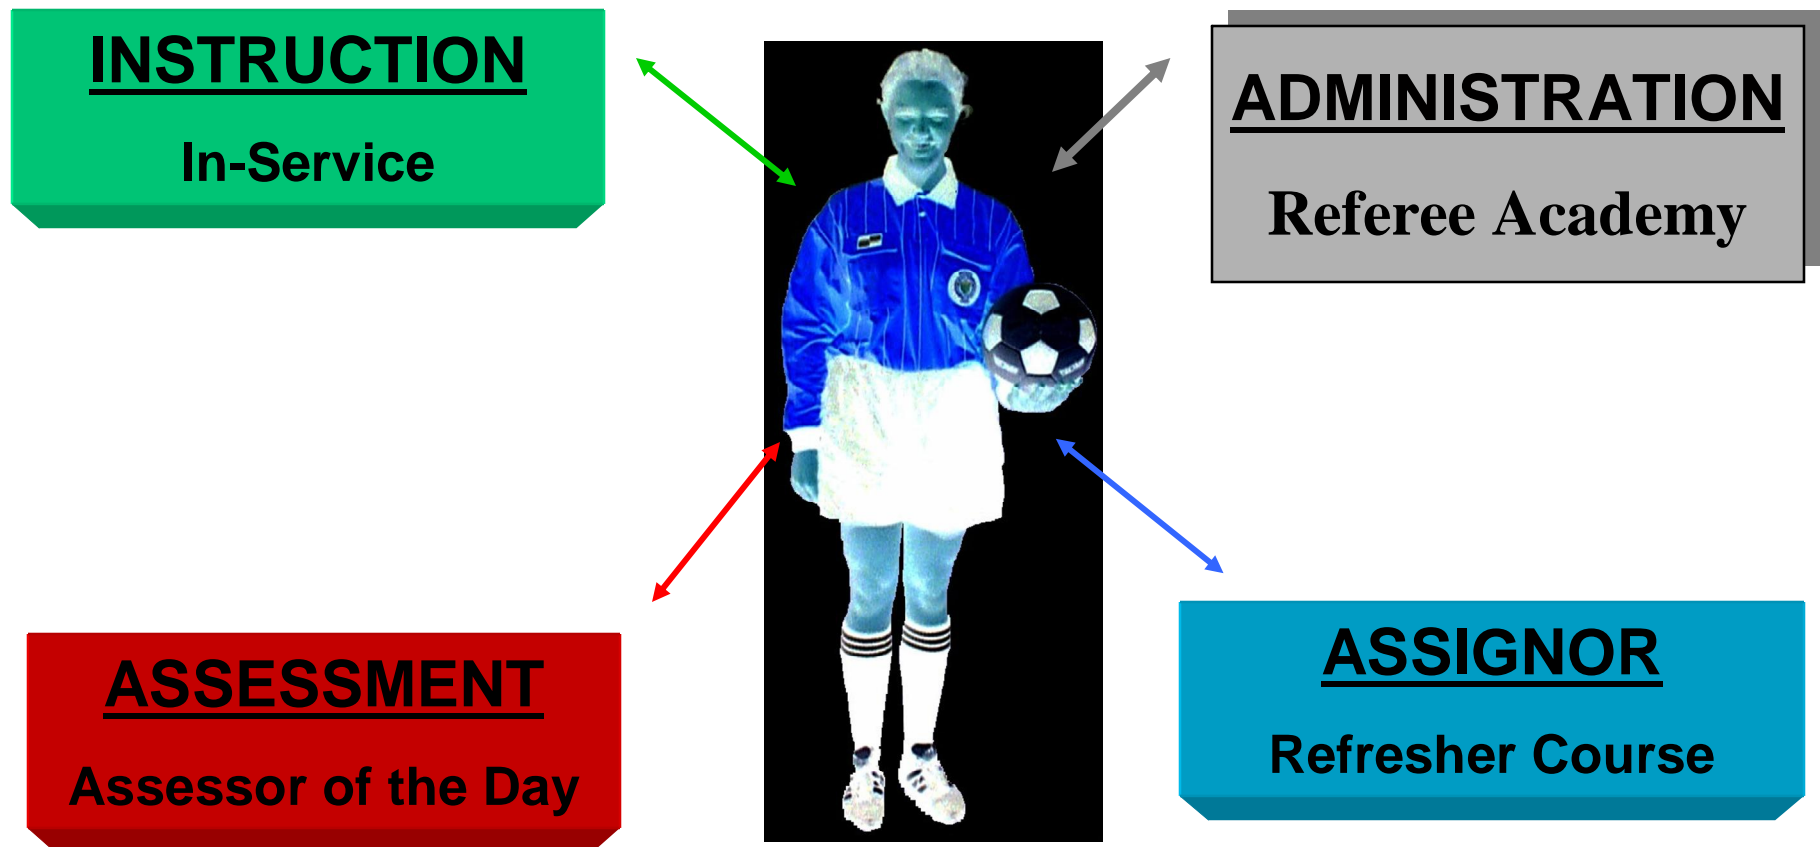 INSTRUCTION
In-Service
ADMINISTRATION
Referee Academy
ASSESSMENT
Assessor of the Day
ASSIGNOR
Refresher Course